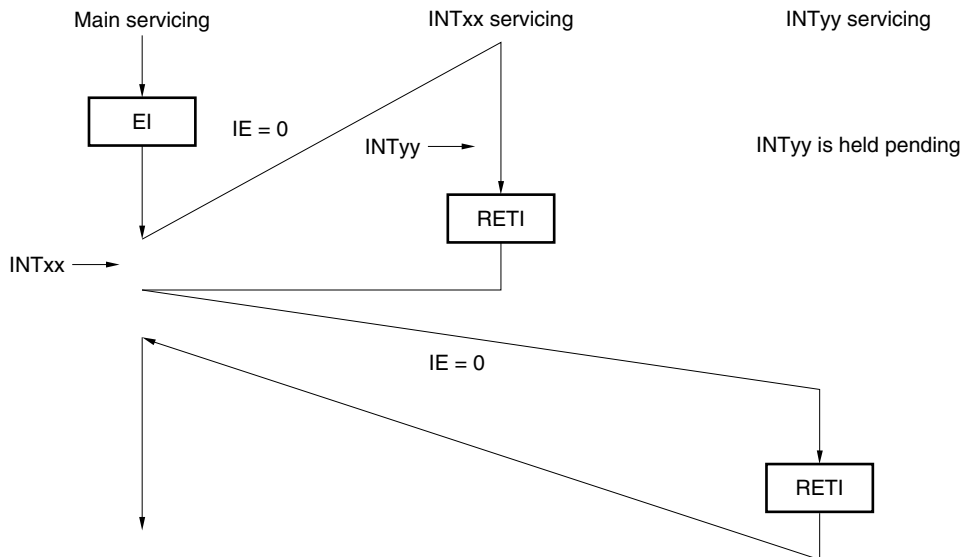 Main servicing
INTxx servicing
INTyy servicing
EI
IE = 0
INTyy
INTyy is held pending
RETI
INTxx
IE = 0
RETI